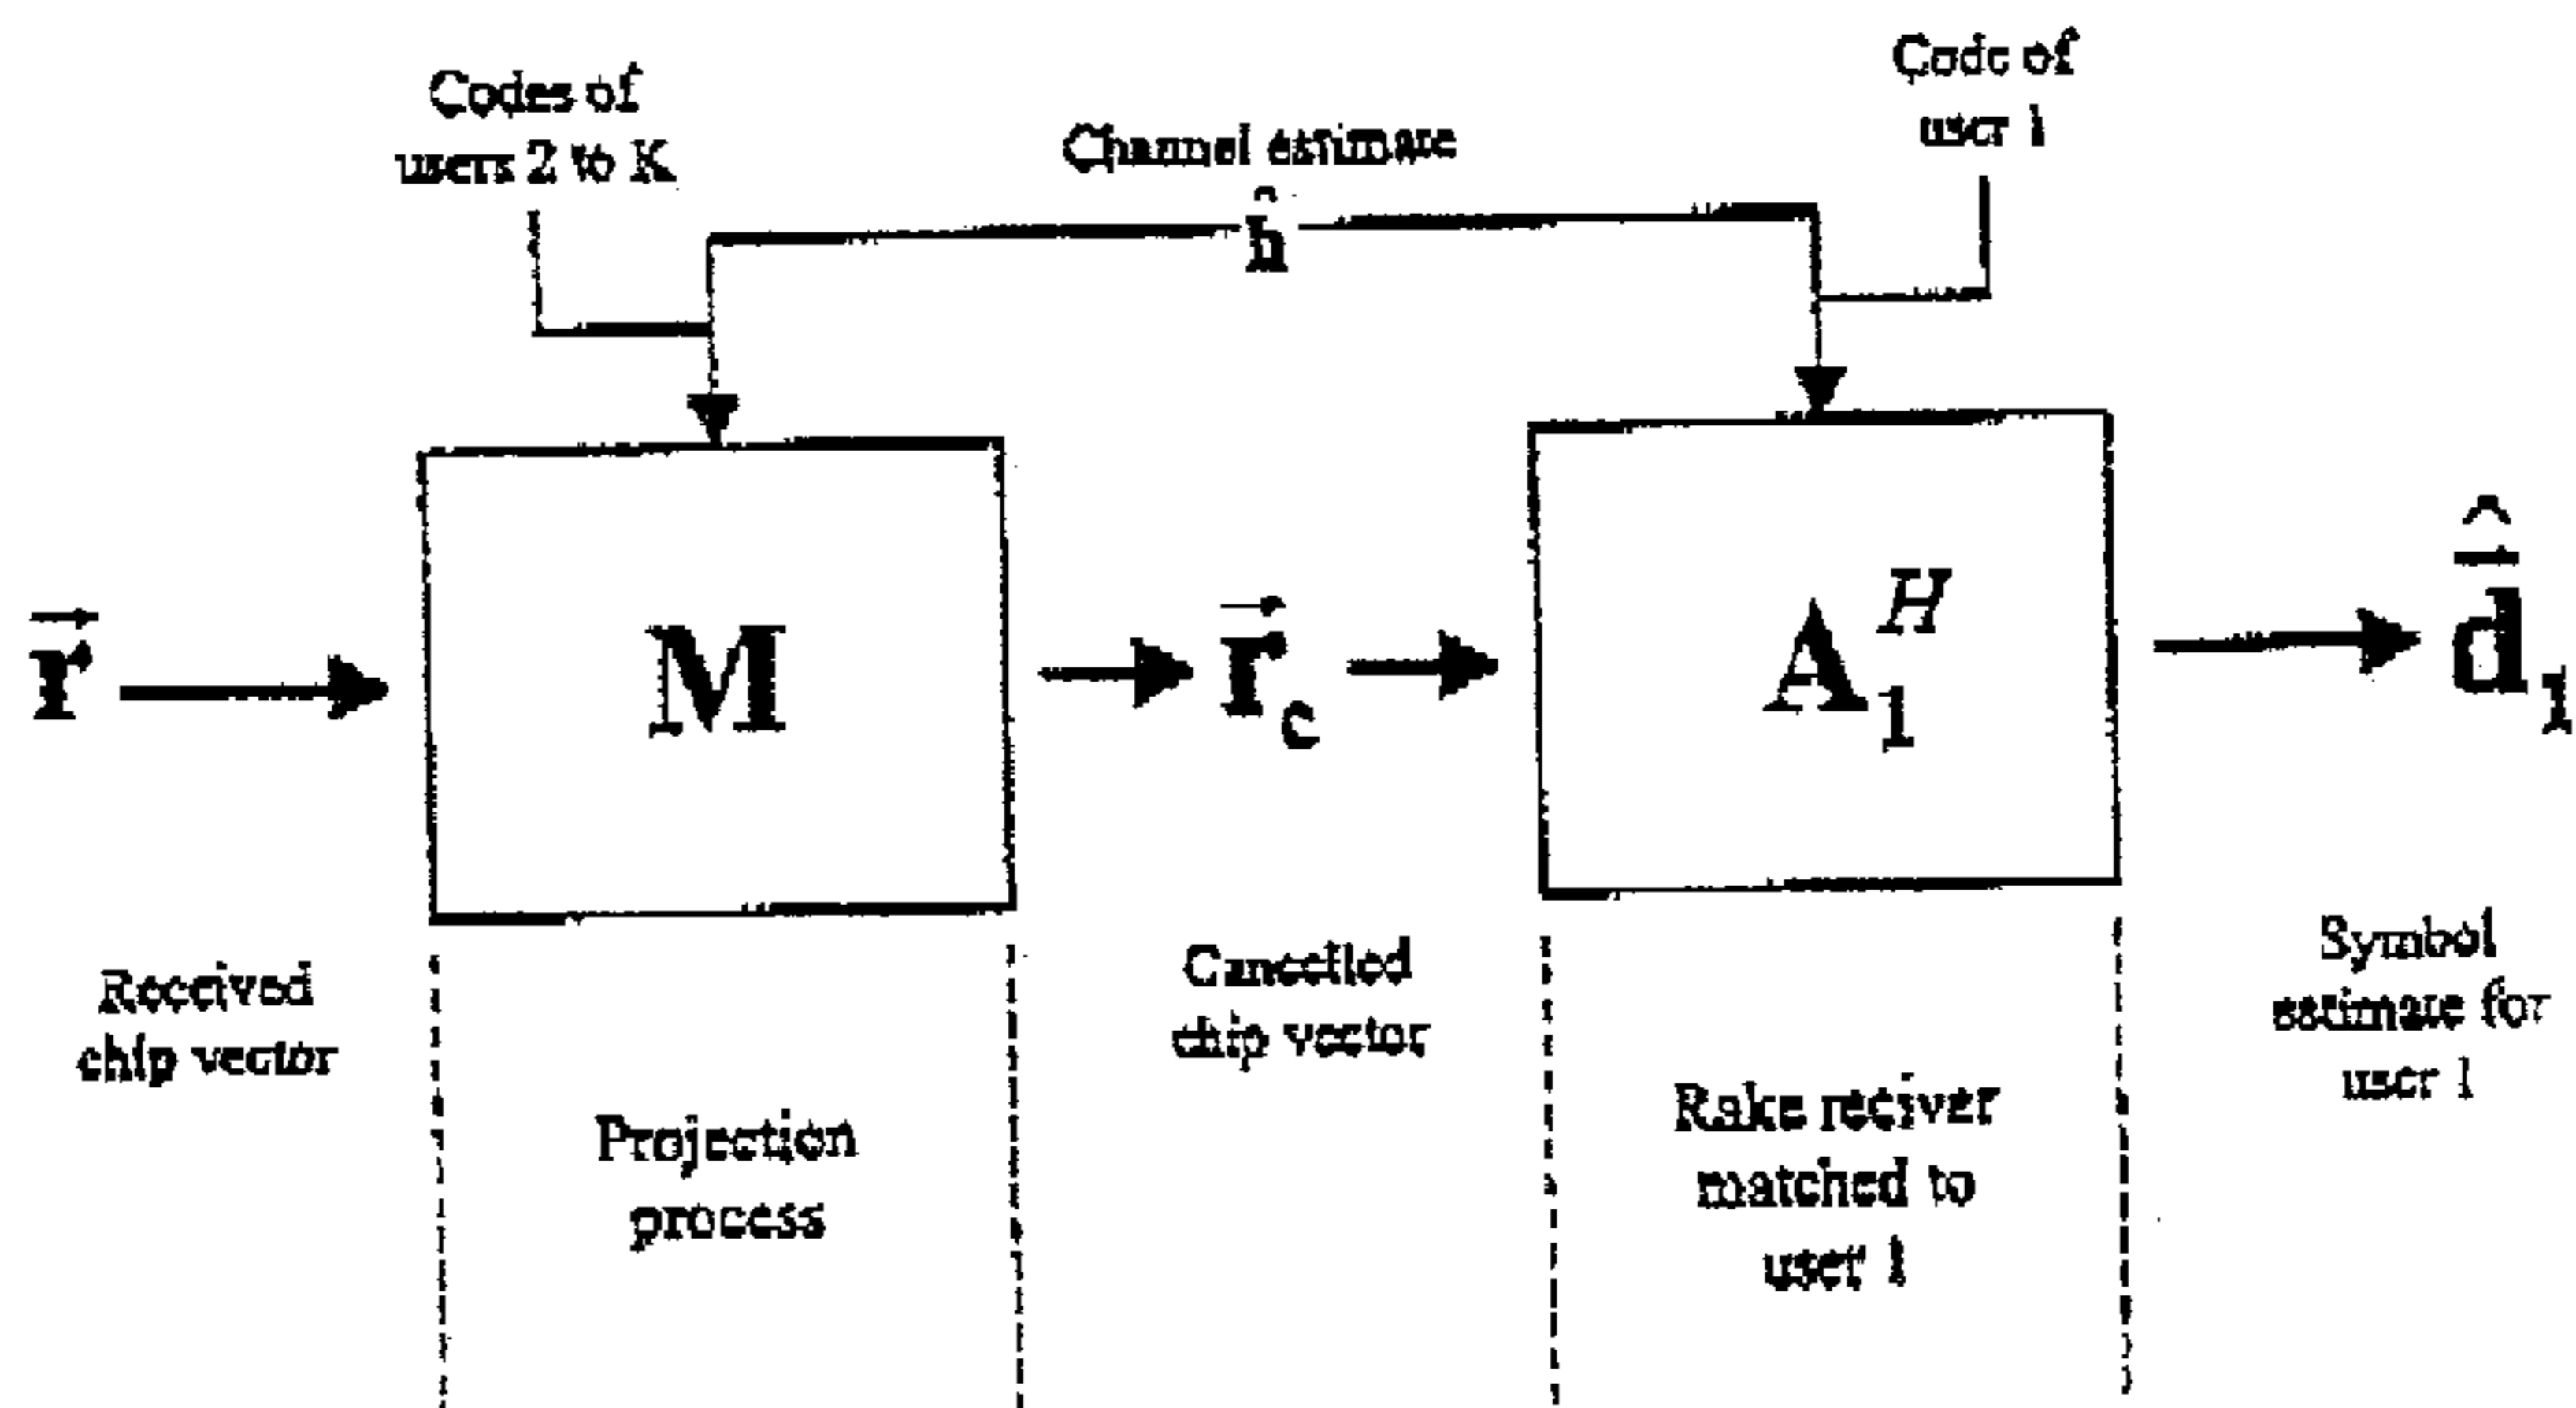 Codes of
users 2 to K
Channel estimate
ĥ
Code of
user 1
r⃗
M
r⃗c
A₁ᴴ
d̂₁
Received
chip vector
Projection
process
Cancelled
chip vector
Rake reciver
matched to
user 1
Symbol
estimate for
user 1